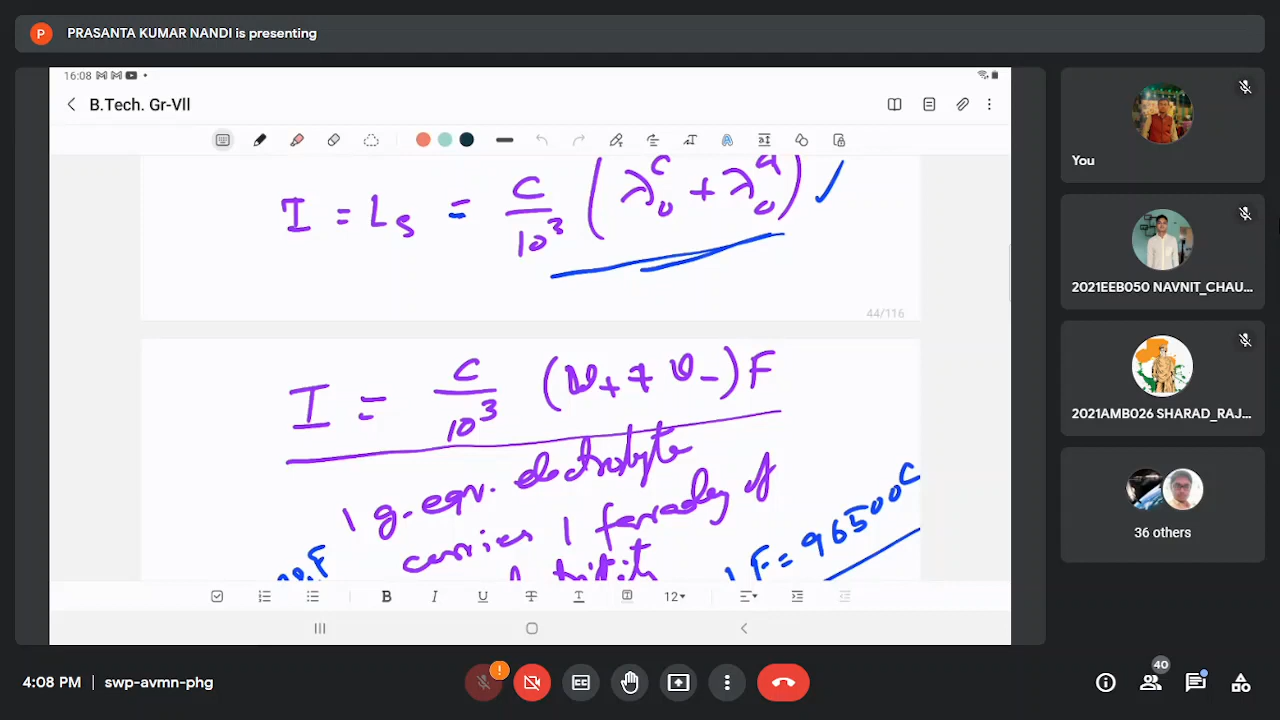 PRASANTA KUMAR NANDI is presenting
16:08
B.Tech. Gr-VII
I = Ls = C/10³ (λ₀ᶜ + λ₀ᵃ) ✓
44/116
I = C/10³ (v₊ + v₋) F
1 g. eqv. electrolyte
carries 1 faraday of
1 F = 96500 C
B I U T T 12
You
2021EEB050 NAVNIT_CHAU...
2021AMB026 SHARAD_RAJ...
36 others
4:08 PM | swp-avmn-phg
40